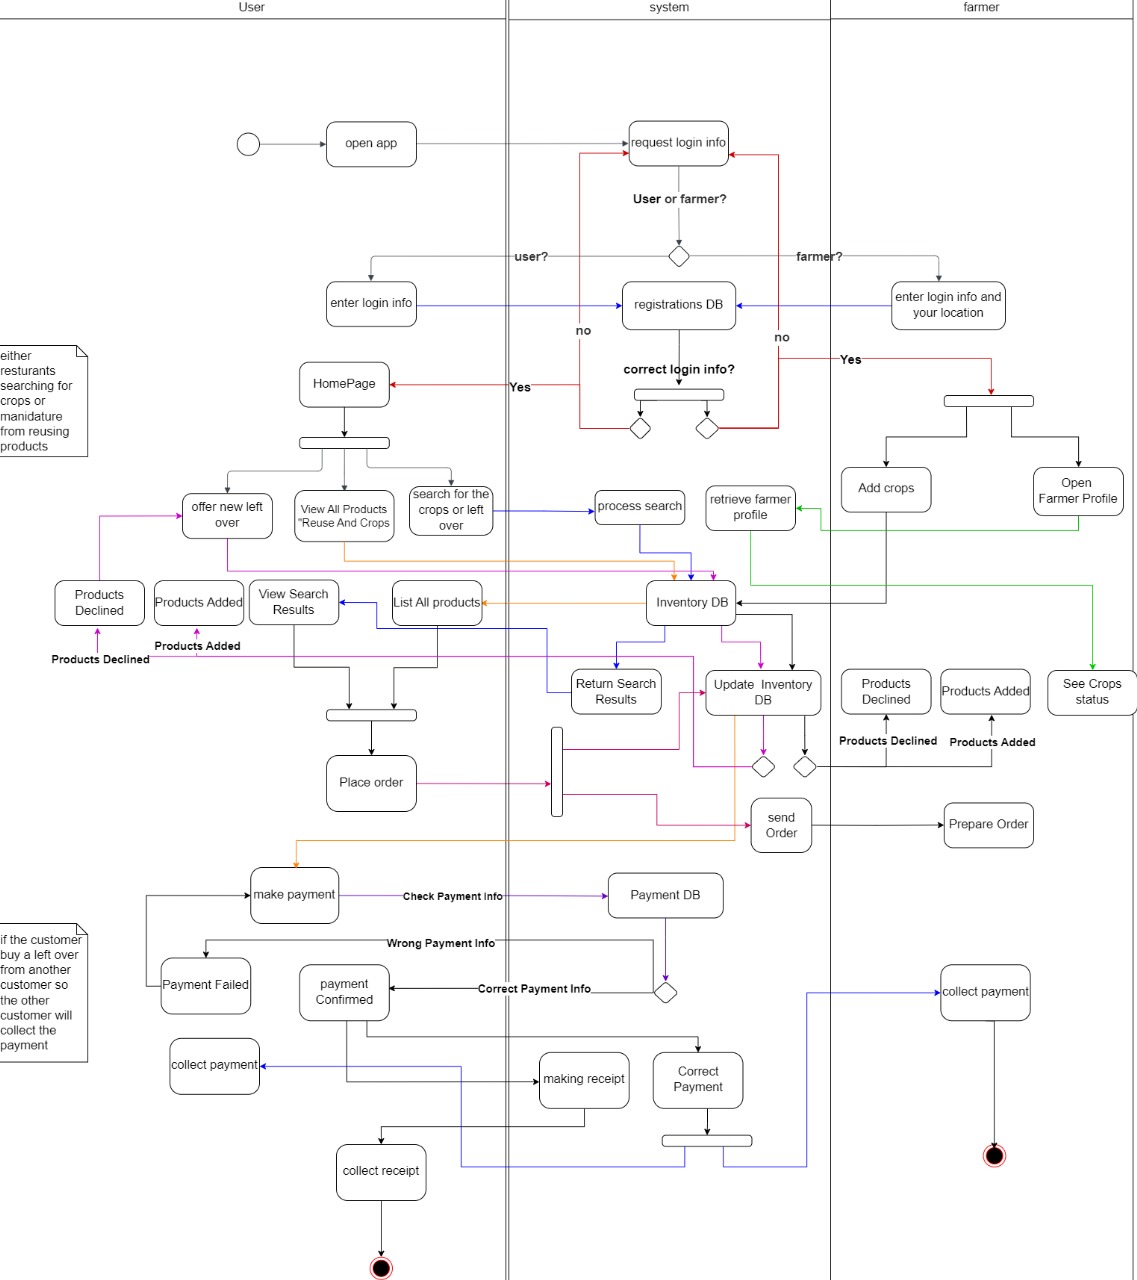 User
system
farmer
open app
request login info
User or farmer?
user?
farmer?
enter login info
registrations DB
enter login info and
your location
no
no
either
resturants
searching for
crops or
manidature
from reusing
products
HomePage
Yes
correct login info?
Yes
offer new left
over
View All Products
"Reuse And Crops
search for the
crops or left
over
process search
retrieve farmer
profile
Add crops
Open
Farmer Profile
Products
Declined
Products Added
View Search
Results
List All products
Inventory DB
Products Declined
Products Added
Return Search
Results
Update Inventory
DB
Products
Declined
Products Added
See Crops
status
Products Declined
Products Added
Place order
send
Order
Prepare Order
make payment
Check Payment Info
Payment DB
if the customer
buy a left over
from another
customer so
the other
customer will
collect the
payment
Wrong Payment Info
Payment Failed
payment
Confirmed
Correct Payment Info
collect payment
collect payment
making receipt
Correct
Payment
collect receipt